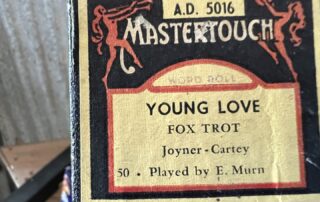 A.D. 5016
MASTERTOUCH
WORD ROLL
YOUNG LOVE
FOX TROT
Joyner - Cartey
50 • Played by E. Murn